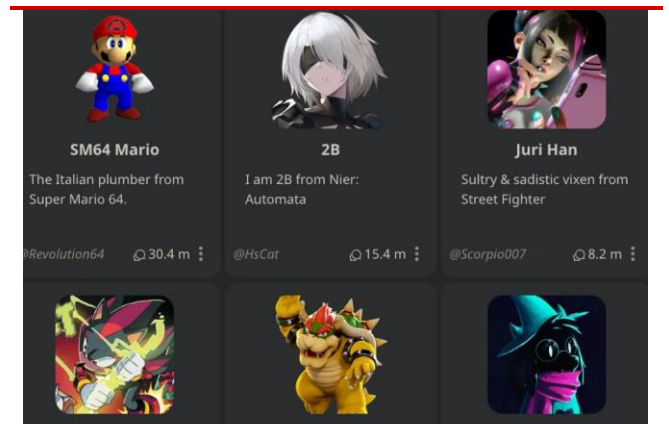 SM64 Mario
The Italian plumber from
Super Mario 64.
@Revolution64 30.4 m
2B
I am 2B from Nier:
Automata
@HsCat 15.4 m
Juri Han
Sultry & sadistic vixen from
Street Fighter
@Scorpio007 8.2 m